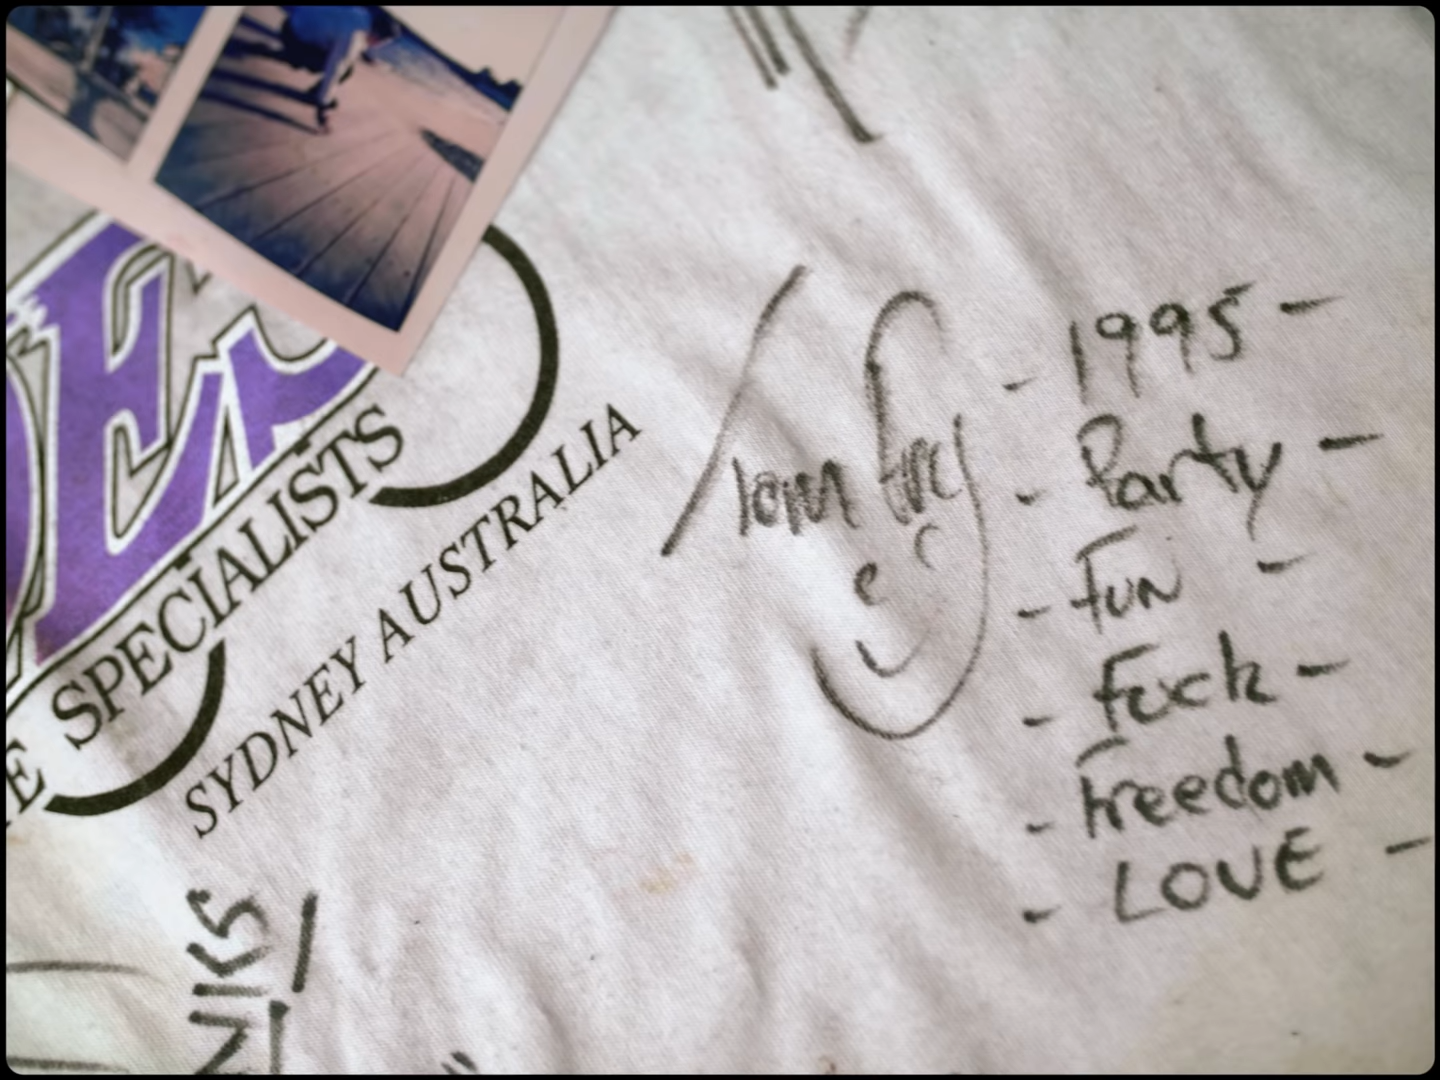 SPECIALISTS
SYDNEY AUSTRALIA
Tom
- 1995 -
- Party -
- Fun -
- Fuck -
- Freedom -
- LOVE -